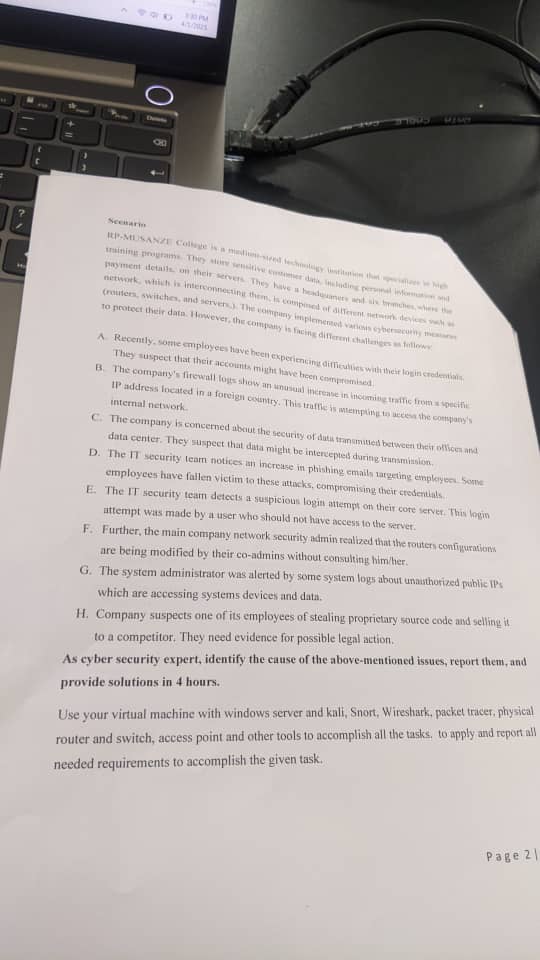 9:30 PM
4/1/2025
Delete
DATA CABLE CAT
Scenario
RP-MUSANZE College is a medium-sized technology institution that specializes in high
training programs. They store sensitive customer data, including personal information and
payment details, on their servers. They have a headquarters and six branches, where the
network, which is interconnecting them, is composed of different network devices such as
(routers, switches, and servers.). The company implemented various cybersecurity measures
to protect their data. However, the company is facing different challenges as follows:
A. Recently, some employees have been experiencing difficulties with their login credentials.
They suspect that their accounts might have been compromised.
B. The company's firewall logs show an unusual increase in incoming traffic from a specific
IP address located in a foreign country. This traffic is attempting to access the company's
internal network.
C. The company is concerned about the security of data transmitted between their offices and
data center. They suspect that data might be intercepted during transmission.
D. The IT security team notices an increase in phishing emails targeting employees. Some
employees have fallen victim to these attacks, compromising their credentials.
E. The IT security team detects a suspicious login attempt on their core server. This login
attempt was made by a user who should not have access to the server.
F. Further, the main company network security admin realized that the routers configurations
are being modified by their co-admins without consulting him/her.
G. The system administrator was alerted by some system logs about unauthorized public IPs
which are accessing systems devices and data.
H. Company suspects one of its employees of stealing proprietary source code and selling it
to a competitor. They need evidence for possible legal action.
As cyber security expert, identify the cause of the above-mentioned issues, report them, and
provide solutions in 4 hours.
Use your virtual machine with windows server and kali, Snort, Wireshark, packet tracer, physical
router and switch, access point and other tools to accomplish all the tasks. to apply and report all
needed requirements to accomplish the given task.
Page 2|